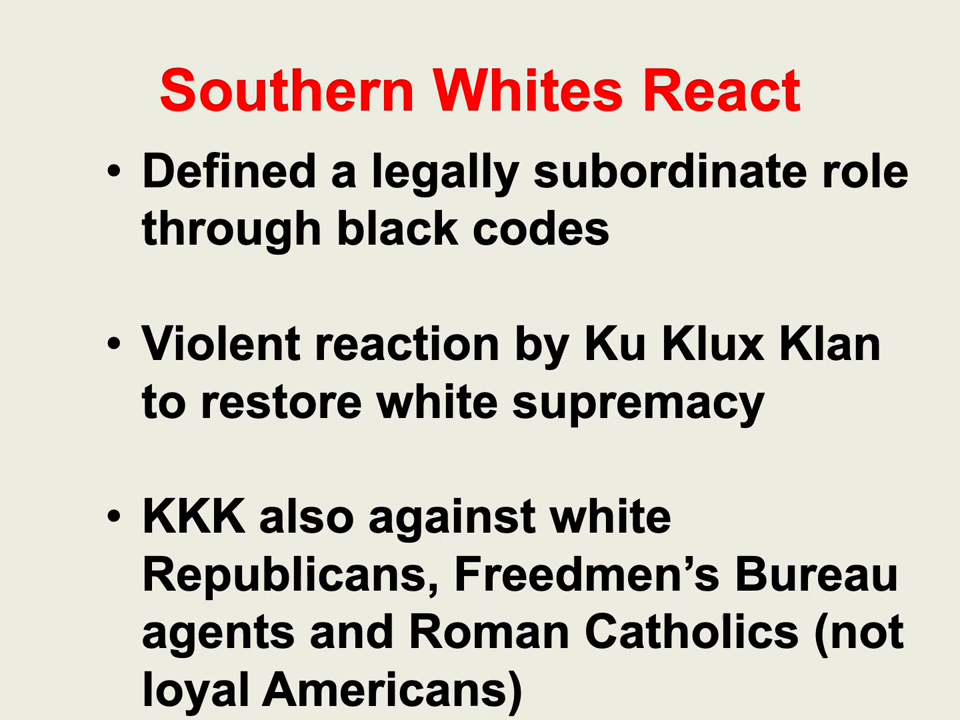 Southern Whites React
• Defined a legally subordinate role
through black codes
• Violent reaction by Ku Klux Klan
to restore white supremacy
• KKK also against white
Republicans, Freedmen’s Bureau
agents and Roman Catholics (not
loyal Americans)